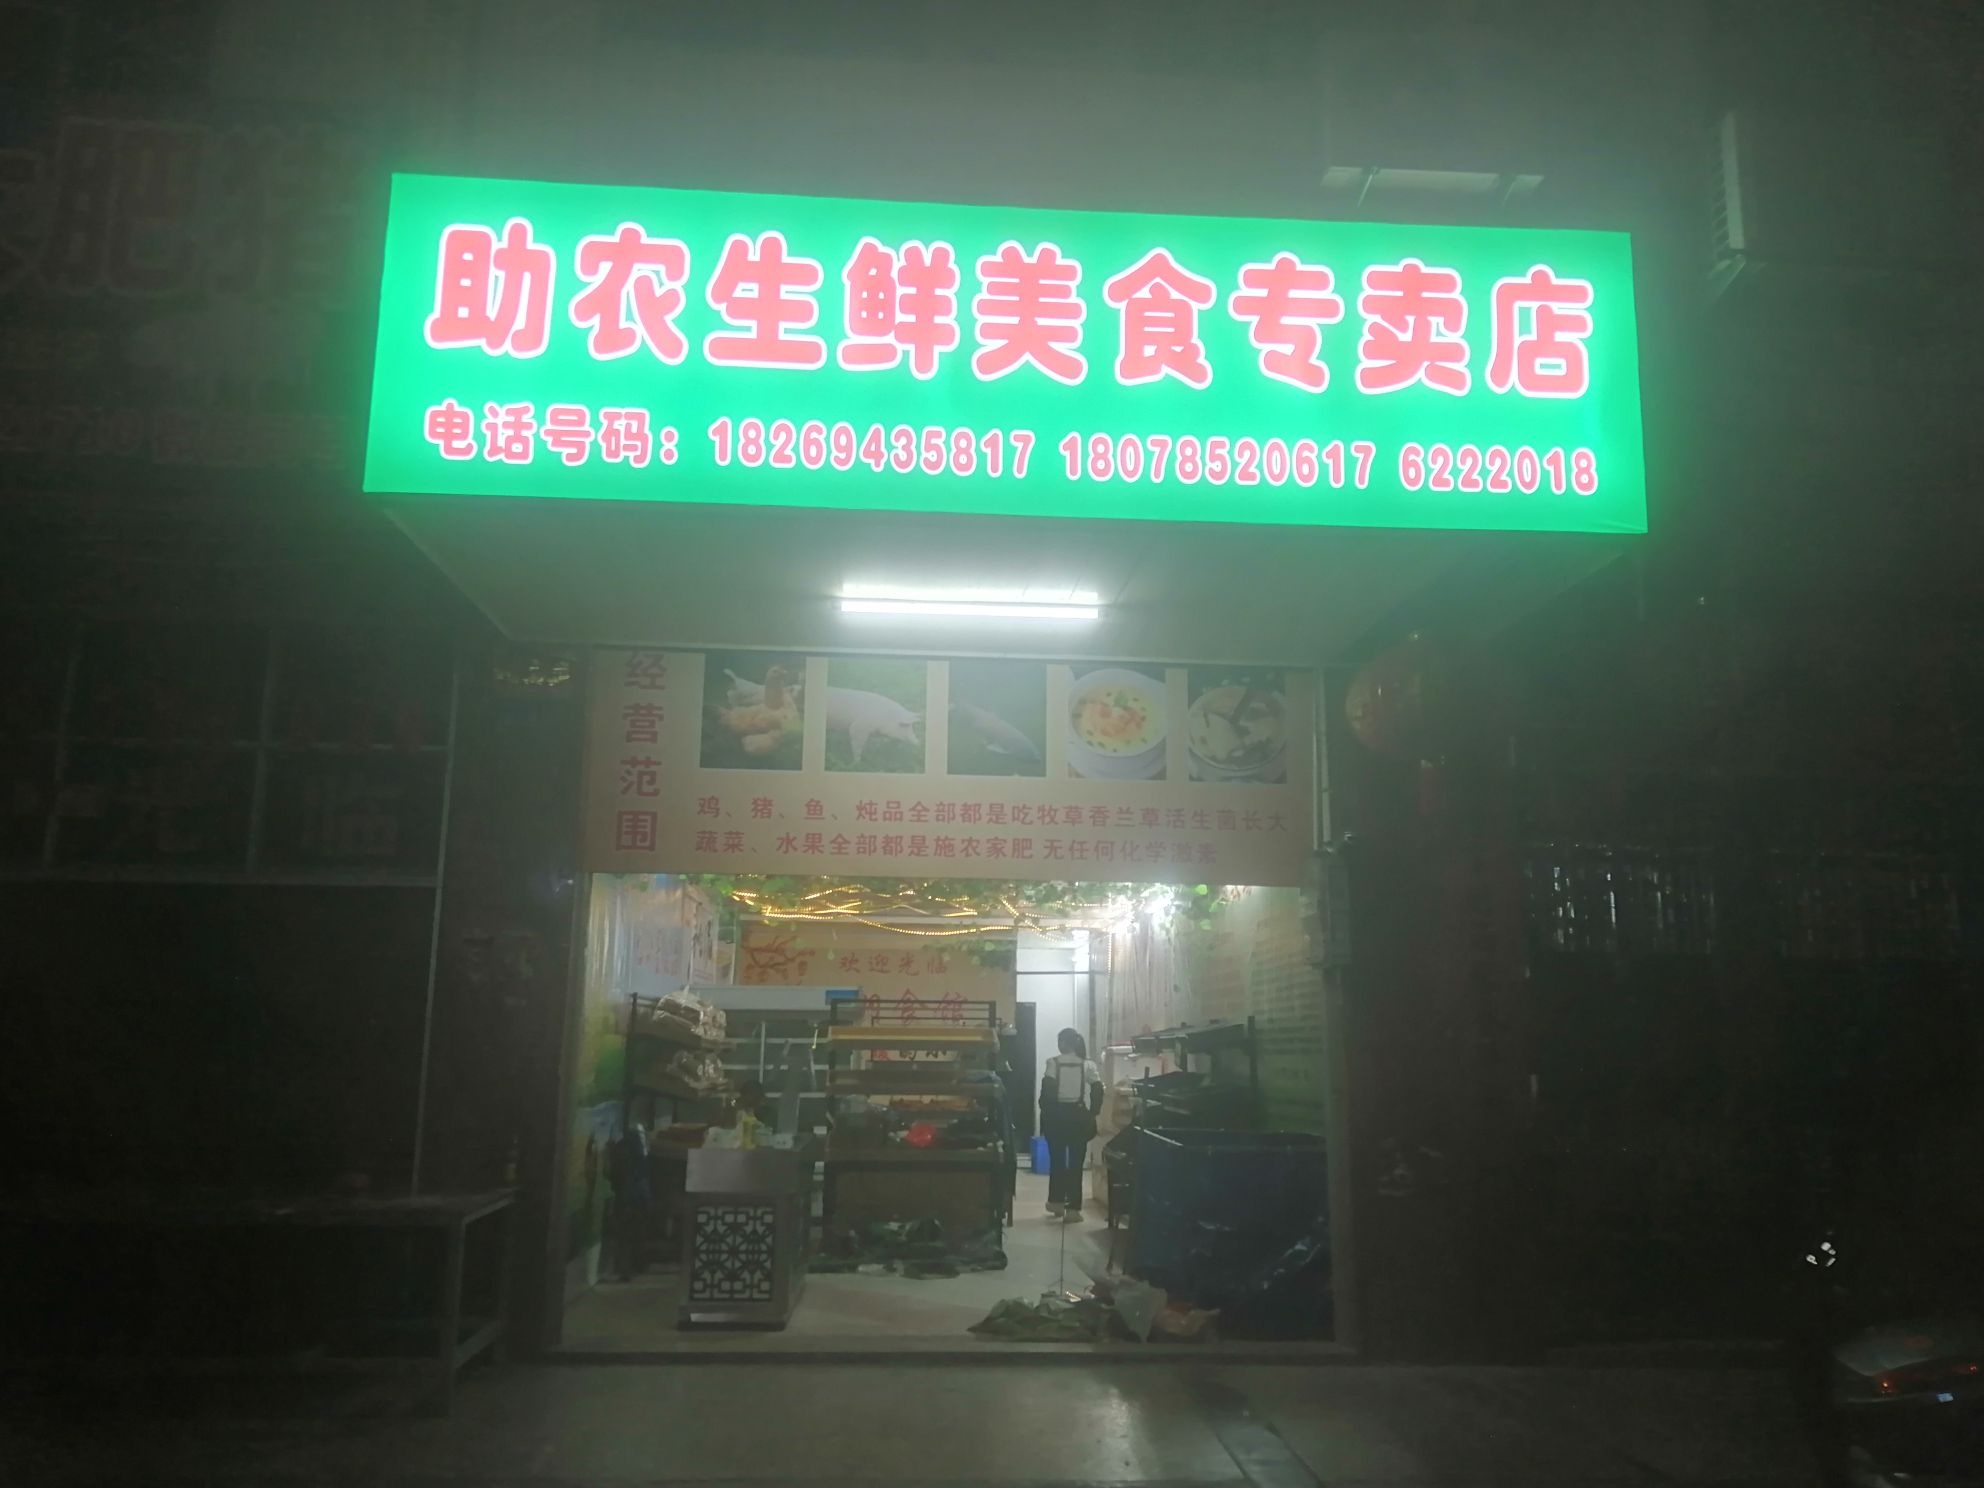 助农生鲜美食专卖店
电话号码：18269435817 18078520617 6222018
经营范围
鸡、猪、鱼、炖品全部都是吃牧草香兰草活生菌长大
蔬菜、水果全部都是施农家肥 无任何化学激素
欢迎光临
食馆
肥